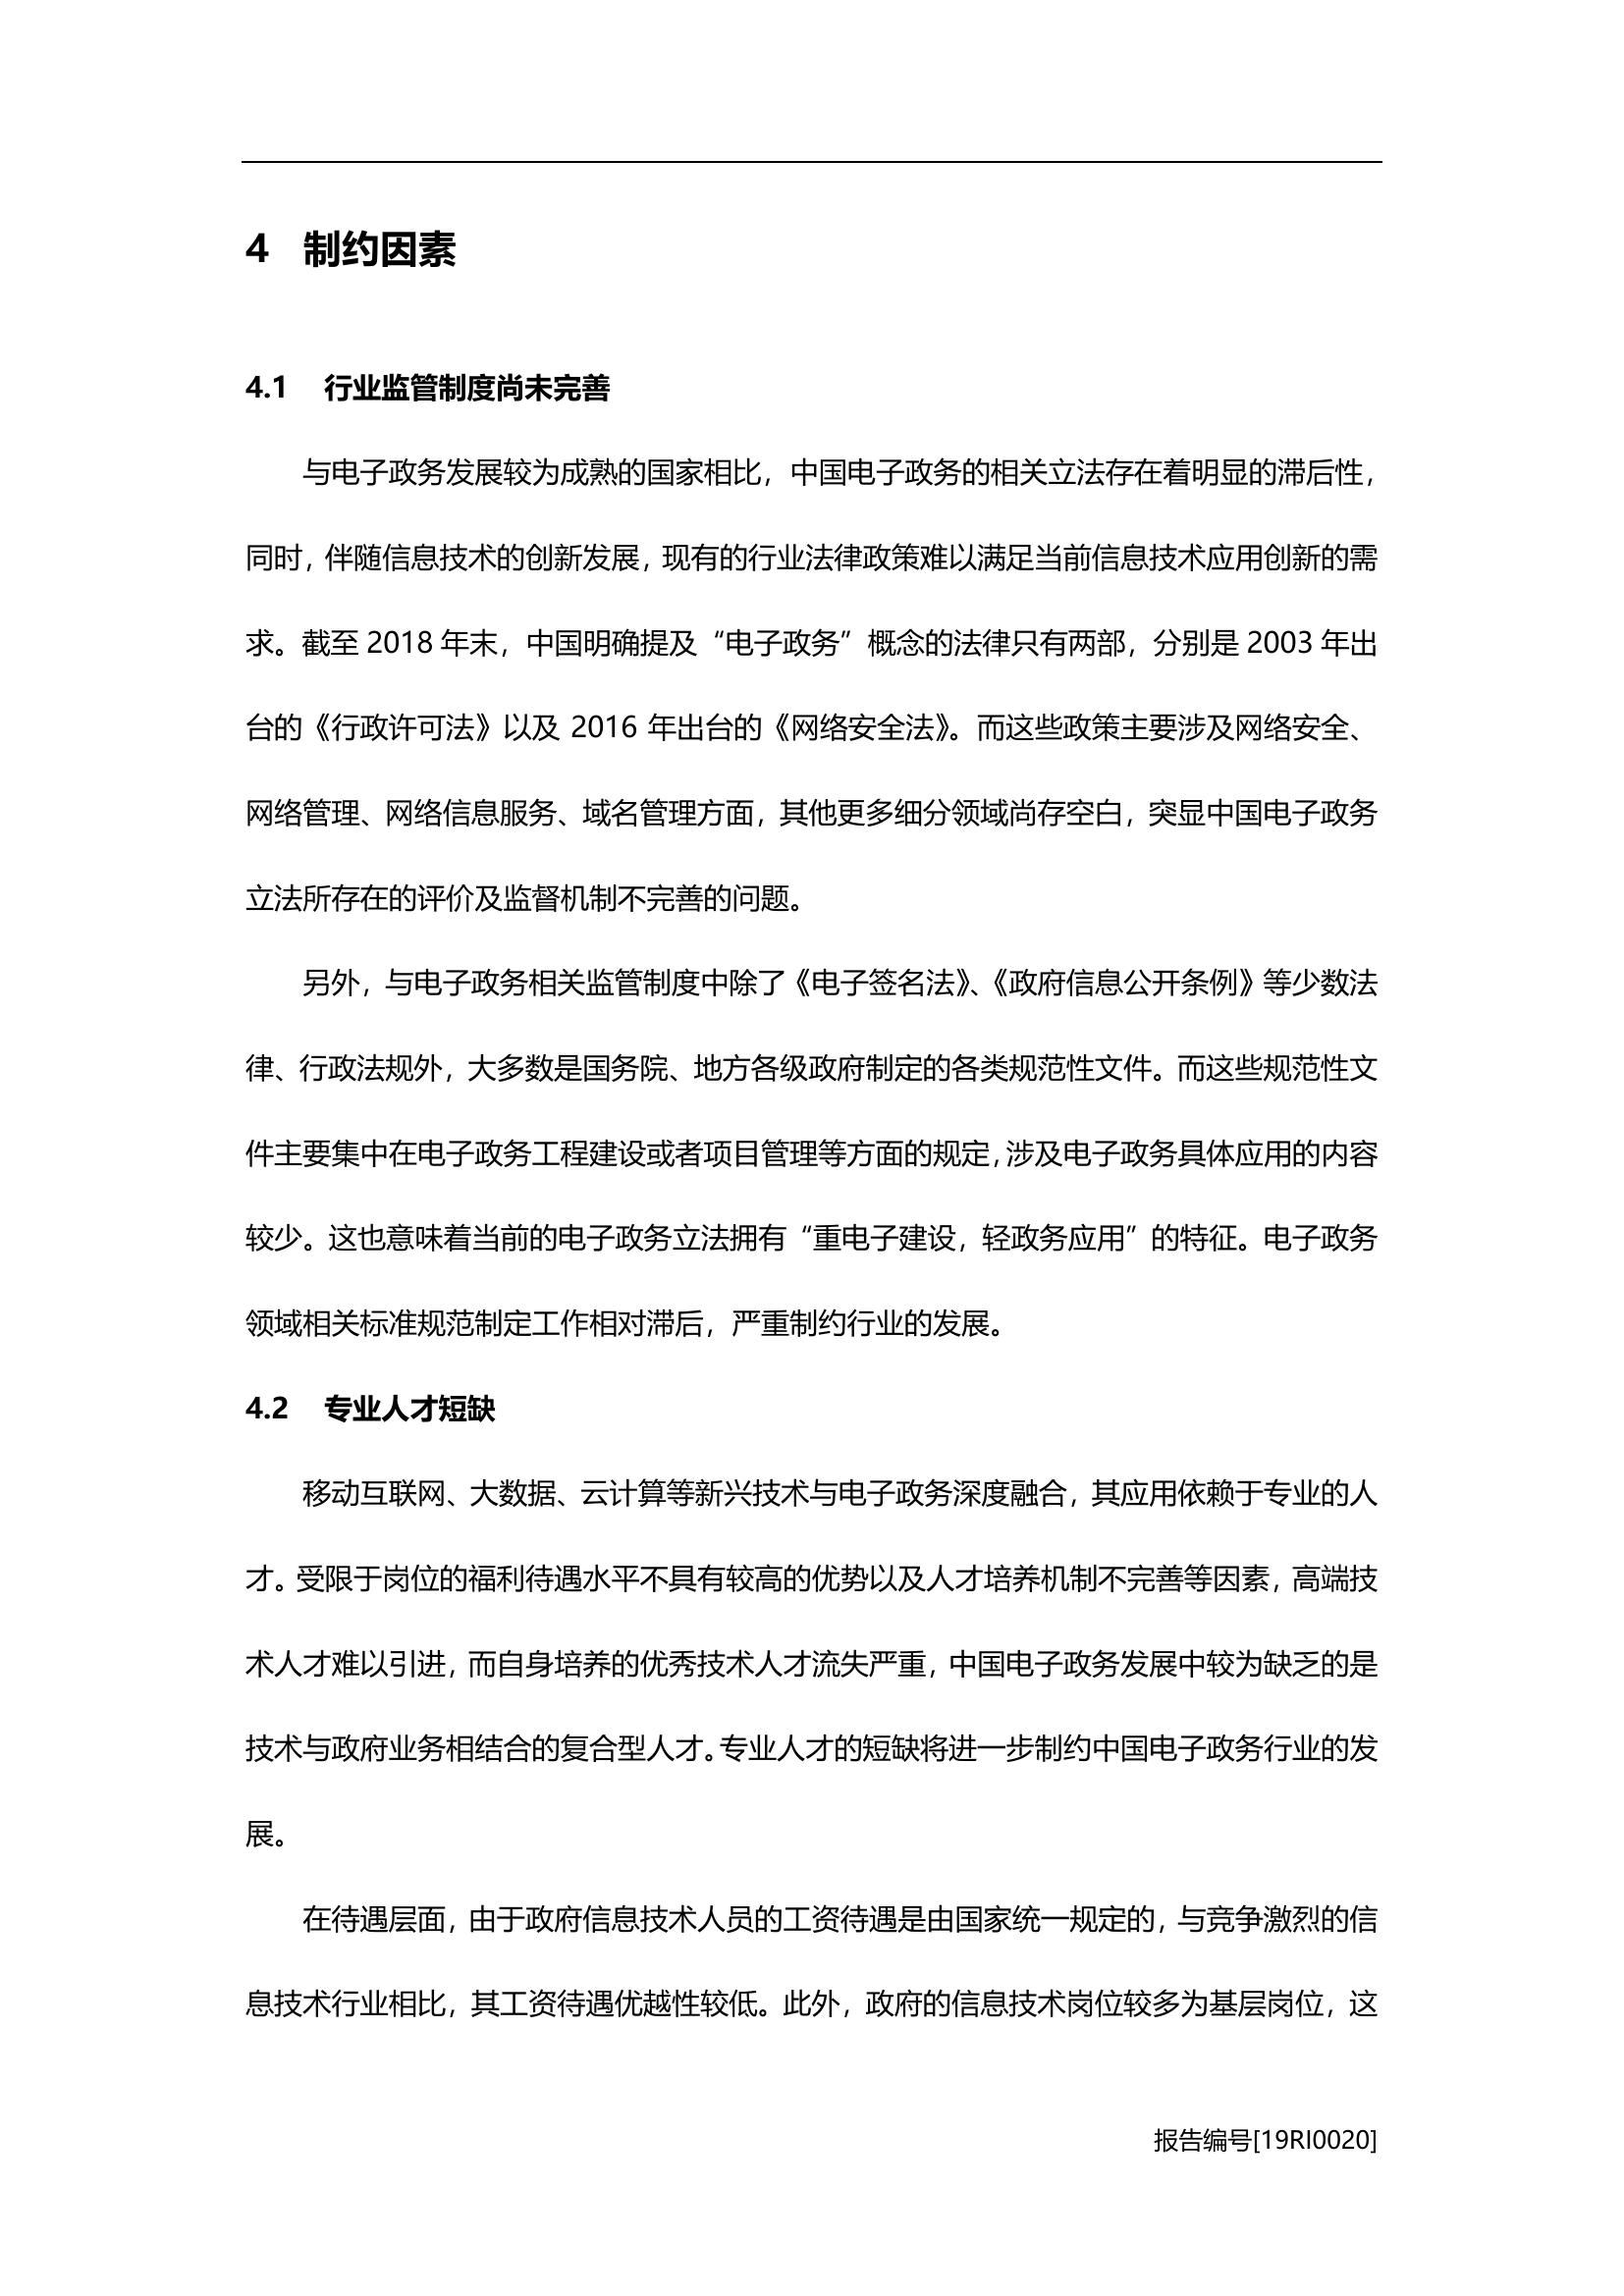 4 制约因素
4.1 行业监管制度尚未完善
与电子政务发展较为成熟的国家相比，中国电子政务的相关立法存在着明显的滞后性，
同时，伴随信息技术的创新发展，现有的行业法律政策难以满足当前信息技术应用创新的需
求。截至 2018 年末，中国明确提及“电子政务”概念的法律只有两部，分别是 2003 年出
台的《行政许可法》以及 2016 年出台的《网络安全法》。而这些政策主要涉及网络安全、
网络管理、网络信息服务、域名管理方面，其他更多细分领域尚存空白，突显中国电子政务
立法所存在的评价及监督机制不完善的问题。
另外，与电子政务相关监管制度中除了《电子签名法》、《政府信息公开条例》等少数法
律、行政法规外，大多数是国务院、地方各级政府制定的各类规范性文件。而这些规范性文
件主要集中在电子政务工程建设或者项目管理等方面的规定，涉及电子政务具体应用的内容
较少。这也意味着当前的电子政务立法拥有“重电子建设，轻政务应用”的特征。电子政务
领域相关标准规范制定工作相对滞后，严重制约行业的发展。
4.2 专业人才短缺
移动互联网、大数据、云计算等新兴技术与电子政务深度融合，其应用依赖于专业的人
才。受限于岗位的福利待遇水平不具有较高的优势以及人才培养机制不完善等因素，高端技
术人才难以引进，而自身培养的优秀技术人才流失严重，中国电子政务发展中较为缺乏的是
技术与政府业务相结合的复合型人才。专业人才的短缺将进一步制约中国电子政务行业的发
展。
在待遇层面，由于政府信息技术人员的工资待遇是由国家统一规定的，与竞争激烈的信
息技术行业相比，其工资待遇优越性较低。此外，政府的信息技术岗位较多为基层岗位，这
报告编号[19RI0020]